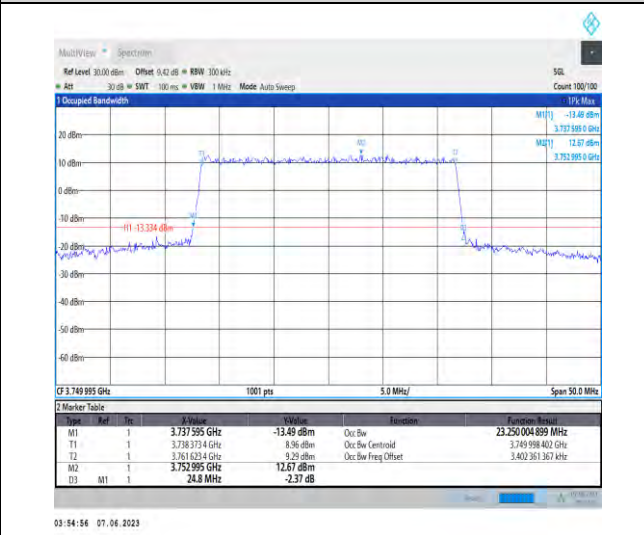 MultiView Spectrum
Ref Level 30.00 dBm Offset 9.42 dB RBW 300 kHz SGL
Att 30 dB SWT 100 ms VBW 1 MHz Mode Auto Sweep Count 100/100
1 Occupied Bandwidth 1Pk Max
M1[1] -13.49 dBm
3.737 595 0 GHz
M2[1] 12.67 dBm
3.752 995 0 GHz
20 dBm
M2
T1
T2
10 dBm
0 dBm
-10 dBm
M1
H1 -13.334 dBm
-20 dBm
-30 dBm
-40 dBm
-50 dBm
-60 dBm
CF 3.749 995 GHz 1001 pts 5.0 MHz/ Span 50.0 MHz
2 Marker Table
Type Ref Trc X-Value Y-Value Function Function Result
M1 1 3.737 595 GHz -13.49 dBm Occ Bw 23.250 004 899 MHz
T1 1 3.738 373 4 GHz 8.96 dBm Occ Bw Centroid 3.749 998 402 GHz
T2 1 3.761 623 4 GHz 9.29 dBm Occ Bw Freq Offset 3.402 361 367 kHz
M2 1 3.752 995 GHz 12.67 dBm
D3 M1 1 24.8 MHz -2.37 dB
03:54:56 07.06.2023